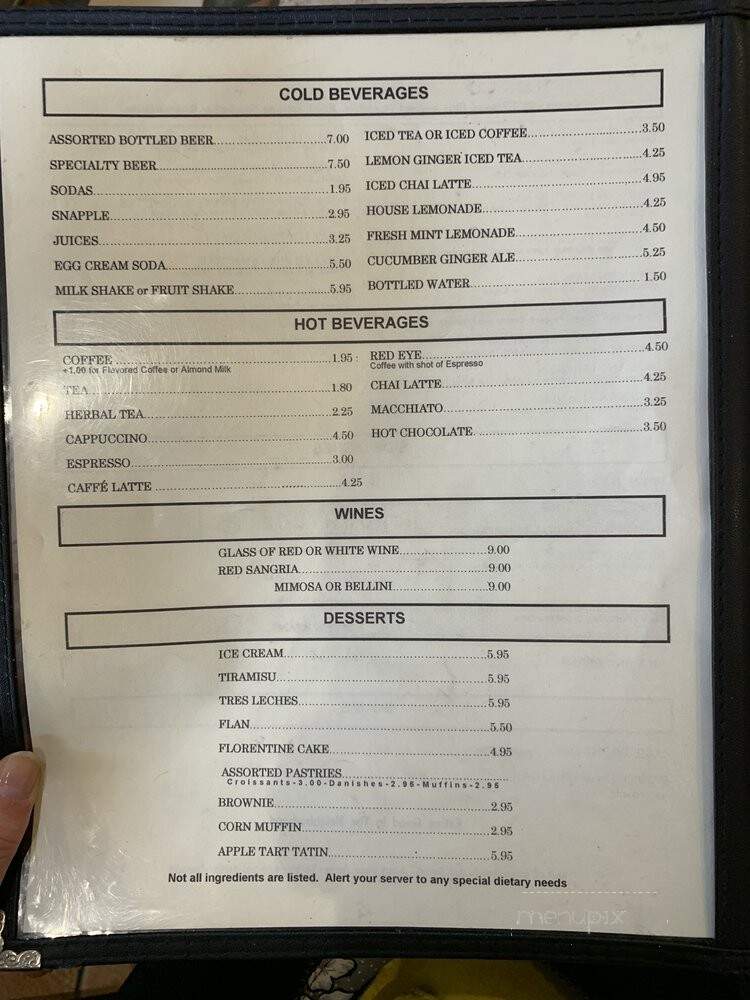 COLD BEVERAGES
ASSORTED BOTTLED BEER 7.00
SPECIALTY BEER 7.50
SODAS 1.95
SNAPPLE 2.95
JUICES 3.25
EGG CREAM SODA 5.50
MILK SHAKE or FRUIT SHAKE 5.95
ICED TEA OR ICED COFFEE 3.50
LEMON GINGER ICED TEA 4.25
ICED CHAI LATTE 4.95
HOUSE LEMONADE 4.25
FRESH MINT LEMONADE 4.50
CUCUMBER GINGER ALE 5.25
BOTTLED WATER 1.50
HOT BEVERAGES
COFFEE 1.95
+1.00 for Flavored Coffee or Almond Milk
TEA 1.80
HERBAL TEA 2.25
CAPPUCCINO 4.50
ESPRESSO 3.00
CAFFÉ LATTE 4.25
RED EYE 4.50
Coffee with shot of Espresso
CHAI LATTE 4.25
MACCHIATO 3.25
HOT CHOCOLATE 3.50
WINES
GLASS OF RED OR WHITE WINE 9.00
RED SANGRIA 9.00
MIMOSA OR BELLINI 9.00
DESSERTS
ICE CREAM 5.95
TIRAMISU 5.95
TRES LECHES 5.95
FLAN 5.50
FLORENTINE CAKE 4.95
ASSORTED PASTRIES
Croissants-3.00-Danishes-2.95-Muffins-2.95
BROWNIE 2.95
CORN MUFFIN 2.95
APPLE TART TATIN 5.95
Not all ingredients are listed. Alert your server to any special dietary needs
menupix